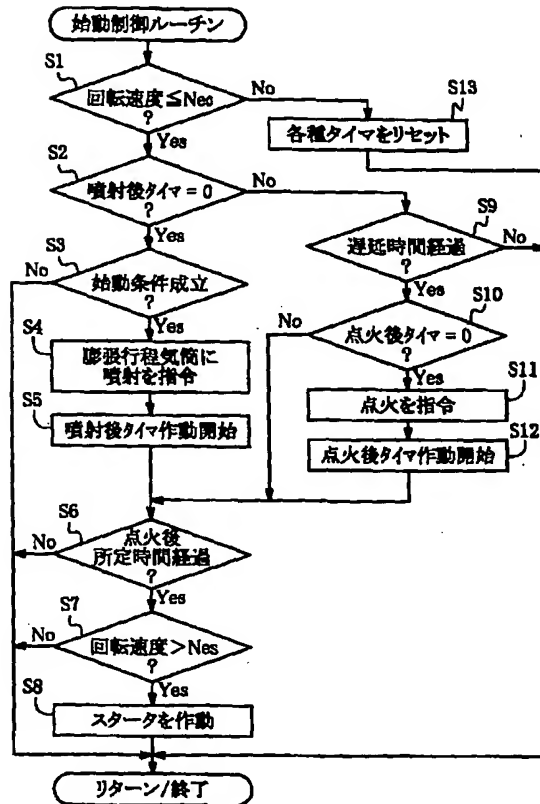 始動制御ルーチン
S1
回転速度≦Nec
?
No
Yes
S13
各種タイマをリセット
S2
噴射後タイマ = 0
?
No
Yes
S3
始動条件成立
?
No
S4
膨張行程気筒に
噴射を指令
S5
噴射後タイマ作動開始
S9
遅延時間経過
?
No
Yes
S10
点火後タイマ = 0
?
No
Yes
S11
点火を指令
S12
点火後タイマ作動開始
S6
点火後
所定時間経過
?
No
Yes
S7
回転速度>Nes
?
No
Yes
S8
スタータを作動
リターン/終了
Yes